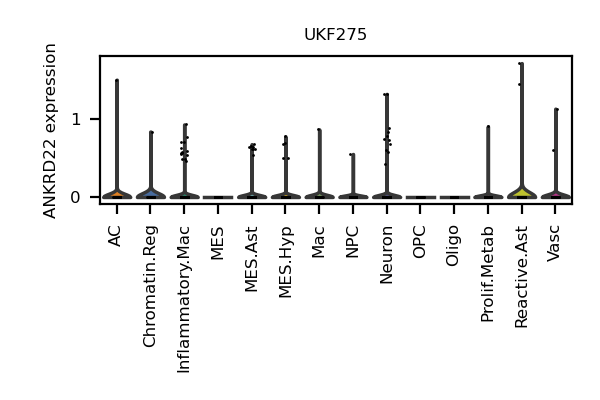 UKF275
ANKRD22 expression
1
0
AC
Chromatin.Reg
Inflammatory.Mac
MES
MES.Ast
MES.Hyp
Mac
NPC
Neuron
OPC
Oligo
Prolif.Metab
Reactive.Ast
Vasc